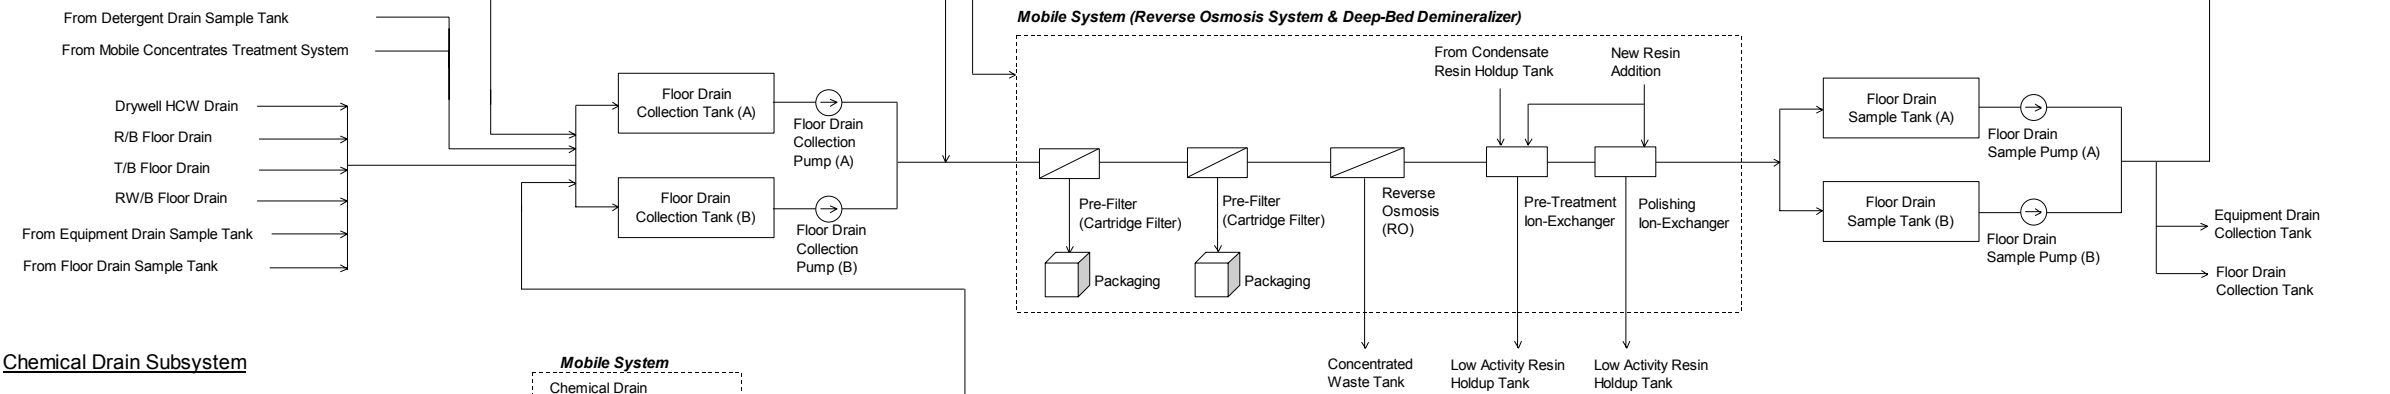 From Detergent Drain Sample Tank
From Mobile Concentrates Treatment System
Drywell HCW Drain
R/B Floor Drain
T/B Floor Drain
RW/B Floor Drain
From Equipment Drain Sample Tank
From Floor Drain Sample Tank
Floor Drain
Collection Tank (A)
Floor Drain
Collection
Pump (A)
Floor Drain
Collection Tank (B)
Floor Drain
Collection
Pump (B)
Mobile System (Reverse Osmosis System & Deep-Bed Demineralizer)
From Condensate
Resin Holdup Tank
New Resin
Addition
Pre-Filter
(Cartridge Filter)
Packaging
Pre-Filter
(Cartridge Filter)
Packaging
Reverse
Osmosis
(RO)
Pre-Treatment
Ion-Exchanger
Polishing
Ion-Exchanger
Concentrated
Waste Tank
Low Activity Resin
Holdup Tank
Low Activity Resin
Holdup Tank
Floor Drain
Sample Tank (A)
Floor Drain
Sample Pump (A)
Floor Drain
Sample Tank (B)
Floor Drain
Sample Pump (B)
Equipment Drain
Collection Tank
Floor Drain
Collection Tank
Chemical Drain Subsystem
Mobile System
Chemical Drain